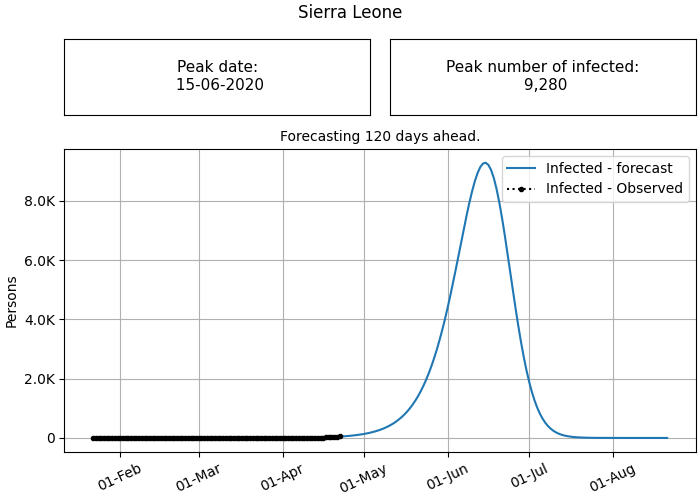 Sierra Leone
Peak date:
15-06-2020
Peak number of infected:
9,280
Forecasting 120 days ahead.
Infected - forecast
Infected - Observed
Persons
8.0K
6.0K
4.0K
2.0K
0
01-Feb
01-Mar
01-Apr
01-May
01-Jun
01-Jul
01-Aug